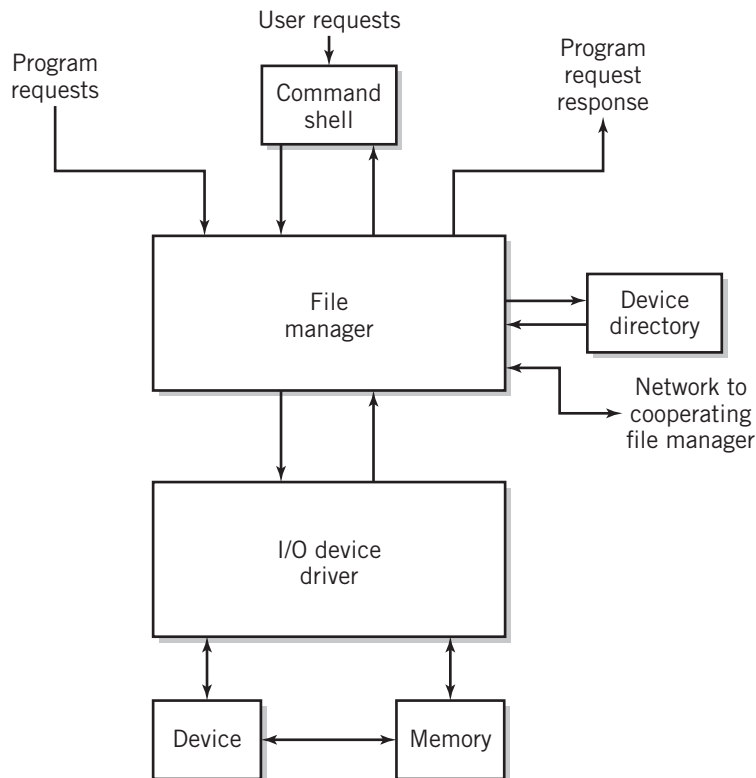 User requests
Program
requests
Command
shell
Program
request
response
File
manager
Device
directory
Network to
cooperating
file manager
I/O device
driver
Device
Memory